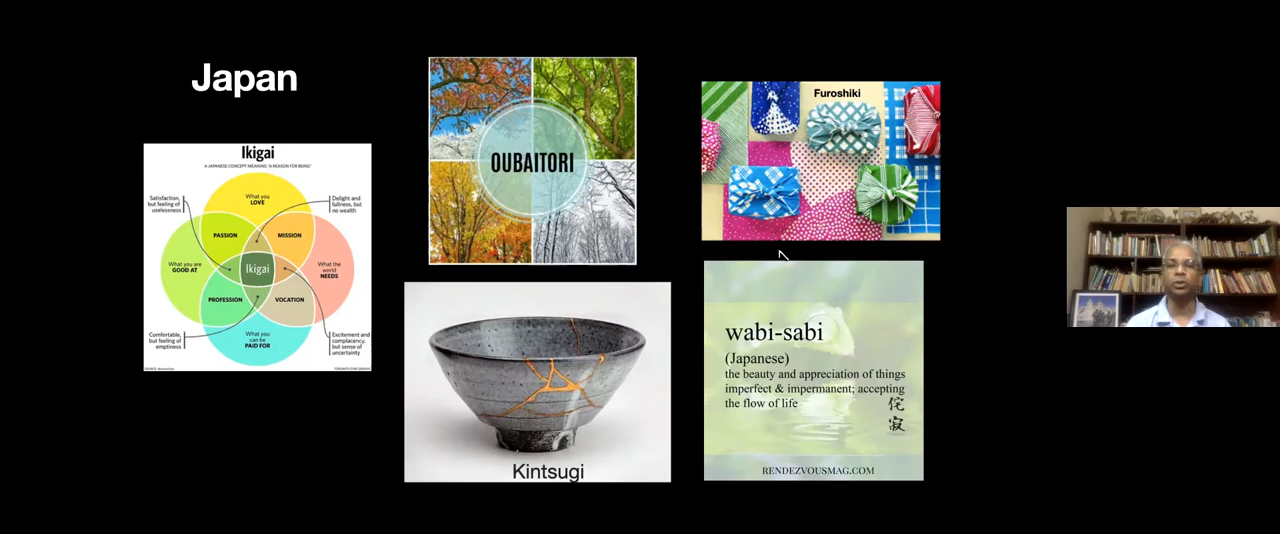 Japan
Ikigai
A JAPANESE CONCEPT MEANING "A REASON FOR BEING"
Satisfaction,
but feeling of
uselessness
What you
LOVE
Delight and
fullness, but
no wealth
PASSION
MISSION
What you are
GOOD AT
Ikigai
What the
world
NEEDS
PROFESSION
VOCATION
Comfortable,
but feeling of
emptiness
What you
can be
PAID FOR
Excitement and
complacency,
but sense of
uncertainty
TORONTO STAR GRAPHIC
OUBAITORI
Furoshiki
Kintsugi
wabi-sabi
(Japanese)
the beauty and appreciation of things
imperfect & impermanent; accepting
the flow of life
侘
寂
RENDEZVOUSMAG.COM